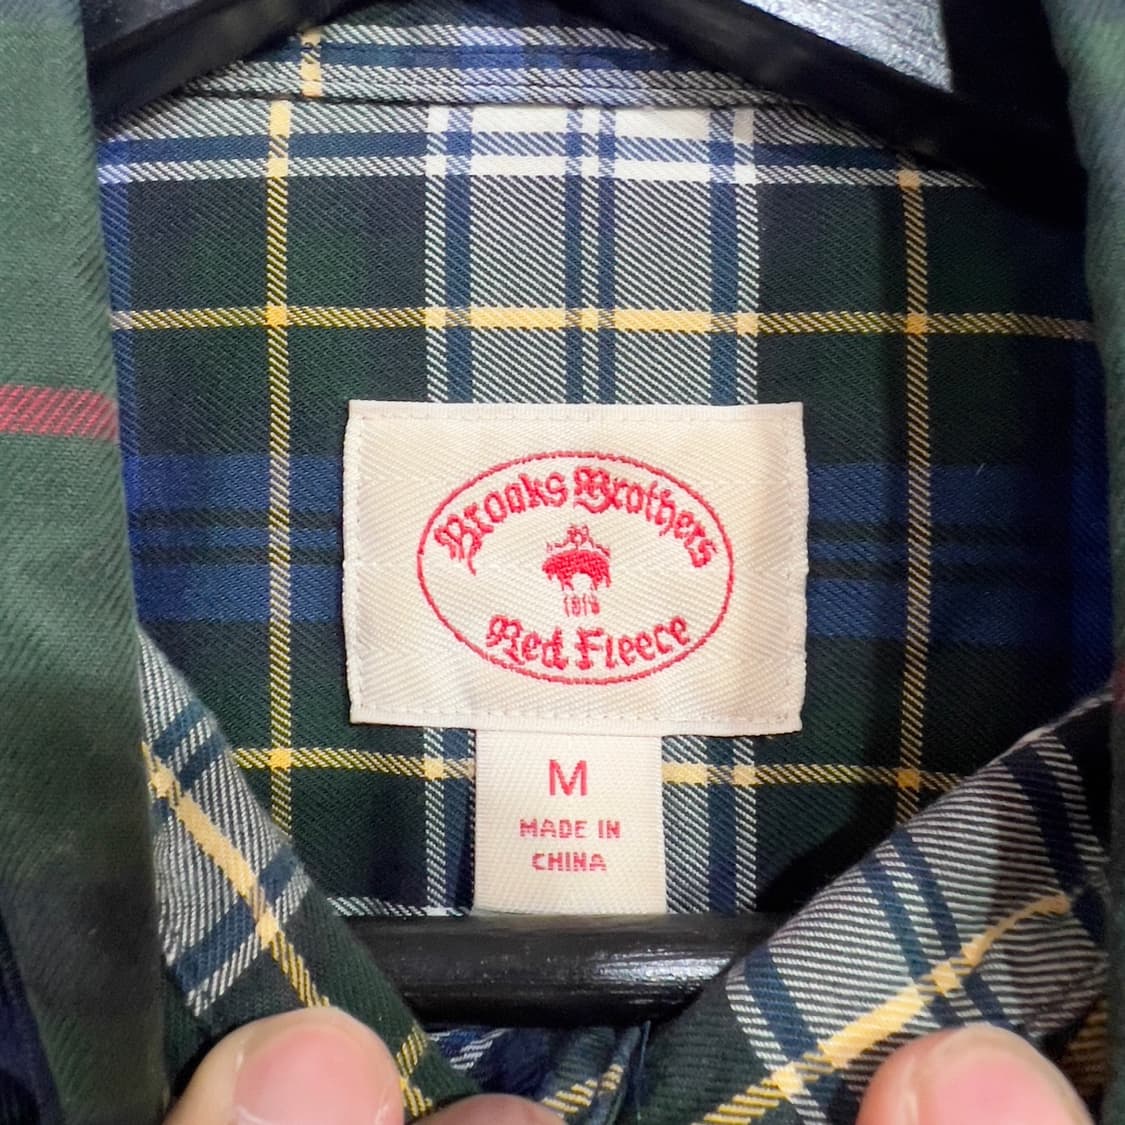 Brooks Brothers
1818
Red Fleece
M
MADE IN
CHINA